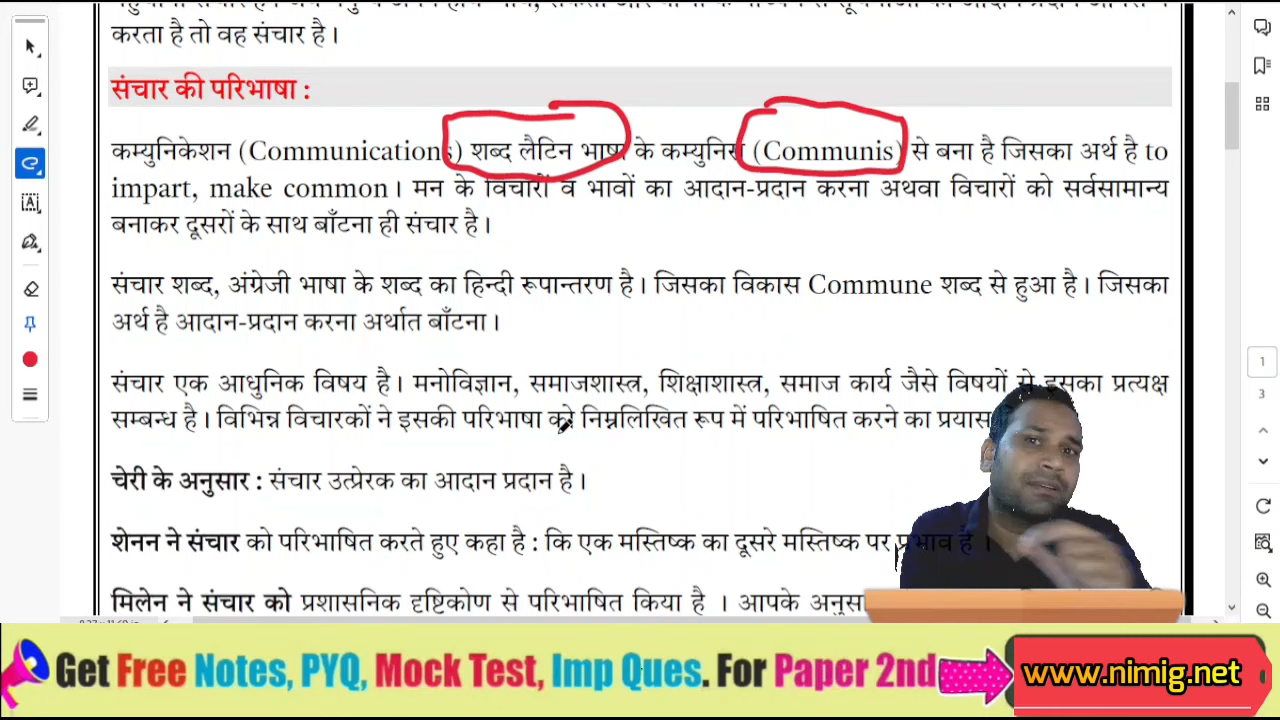 करता है तो वह संचार है।
संचार की परिभाषा :
कम्युनिकेशन (Communications) शब्द लैटिन भाषा के कम्युनिस (Communis) से बना है जिसका अर्थ है to
impart, make common। मन के विचारों व भावों का आदान-प्रदान करना अथवा विचारों को सर्वसामान्य
बनाकर दूसरों के साथ बाँटना ही संचार है।
संचार शब्द, अंग्रेजी भाषा के शब्द का हिन्दी रूपान्तरण है। जिसका विकास Commune शब्द से हुआ है। जिसका
अर्थ है आदान-प्रदान करना अर्थात बाँटना।
संचार एक आधुनिक विषय है। मनोविज्ञान, समाजशास्त्र, शिक्षाशास्त्र, समाज कार्य जैसे विषयों से इसका प्रत्यक्ष
सम्बन्ध है। विभिन्न विचारकों ने इसकी परिभाषा को निम्नलिखित रूप में परिभाषित करने का प्रयास
चेरी के अनुसार : संचार उत्प्रेरक का आदान प्रदान है।
शेनन ने संचार को परिभाषित करते हुए कहा है : कि एक मस्तिष्क का दूसरे मस्तिष्क पर प्रभाव है ।
मिलेन ने संचार को प्रशासनिक दृष्टिकोण से परिभाषित किया है । आपके
1
3
Get Free Notes, PYQ, Mock Test, Imp Ques. For Paper 2nd
www.nimig.net